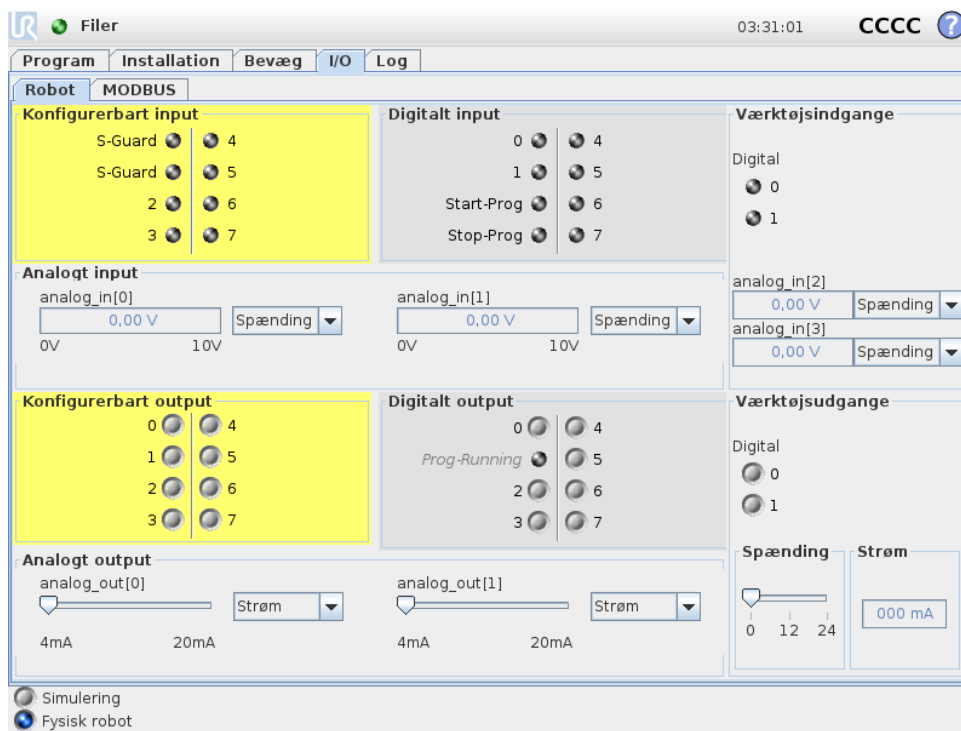 UR Filer 03:31:01 CCCC ?
Program Installation Bevæg I/O Log
Robot MODBUS
Konfigurerbart input
S-Guard 4
S-Guard 5
2 6
3 7
Digitalt input
0 4
1 5
Start-Prog 6
Stop-Prog 7
Værktøjsindgange
Digital
0
1
analog_in[2]
0,00 V Spænding
analog_in[3]
0,00 V Spænding
Analogt input
analog_in[0]
0,00 V Spænding
0V 10V
analog_in[1]
0,00 V Spænding
0V 10V
Konfigurerbart output
0 4
1 5
2 6
3 7
Digitalt output
0 4
Prog-Running 5
2 6
3 7
Værktøjsudgange
Digital
0
1
Spænding
0 12 24
Strøm
000 mA
Analogt output
analog_out[0]
Strøm
4mA 20mA
analog_out[1]
Strøm
4mA 20mA
Simulering
Fysisk robot